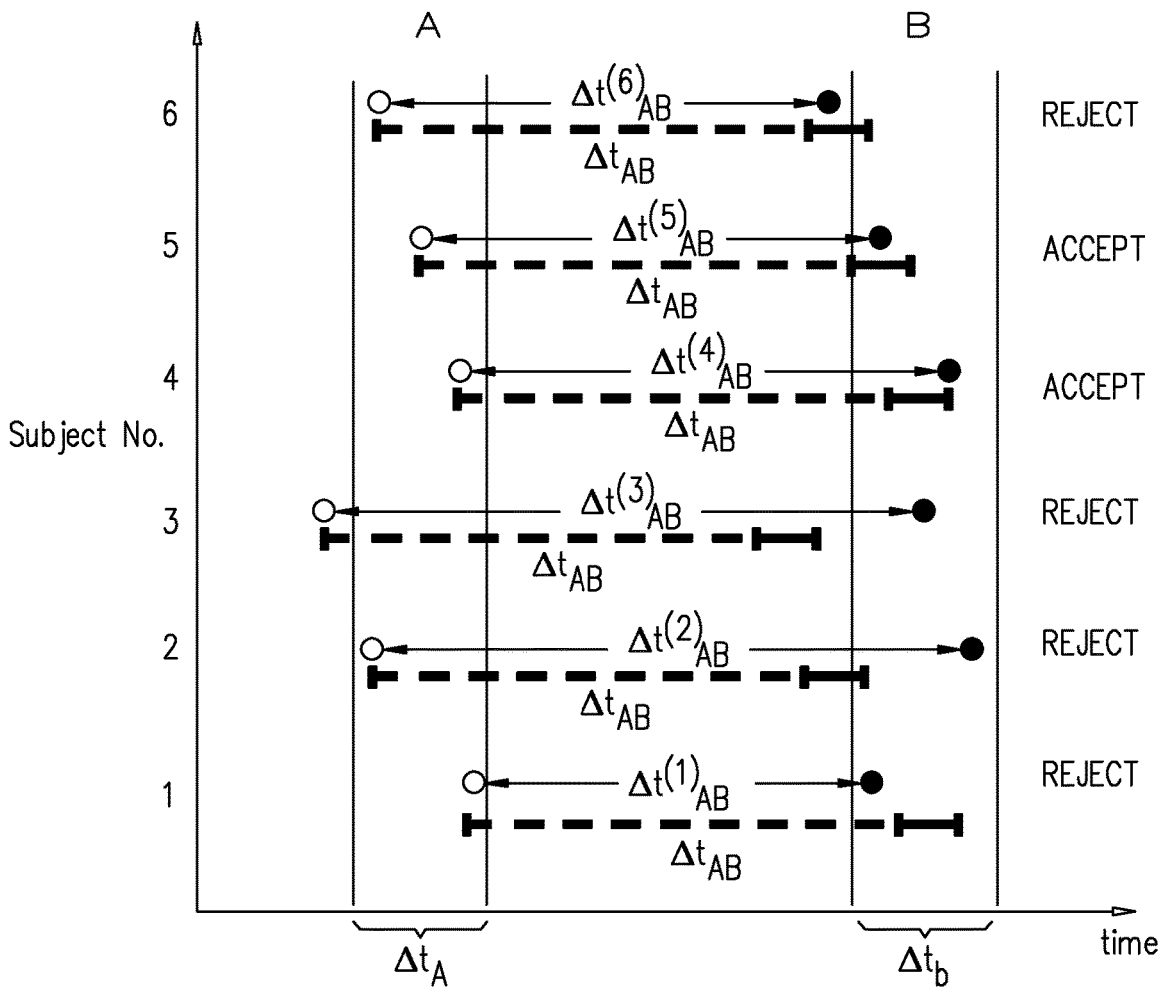 A B
6 Δt(6)AB REJECT
ΔtAB
5 Δt(5)AB ACCEPT
ΔtAB
4 Δt(4)AB ACCEPT
ΔtAB
Subject No.
3 Δt(3)AB REJECT
ΔtAB
2 Δt(2)AB REJECT
ΔtAB
1 Δt(1)AB REJECT
ΔtAB
time
ΔtA Δtb